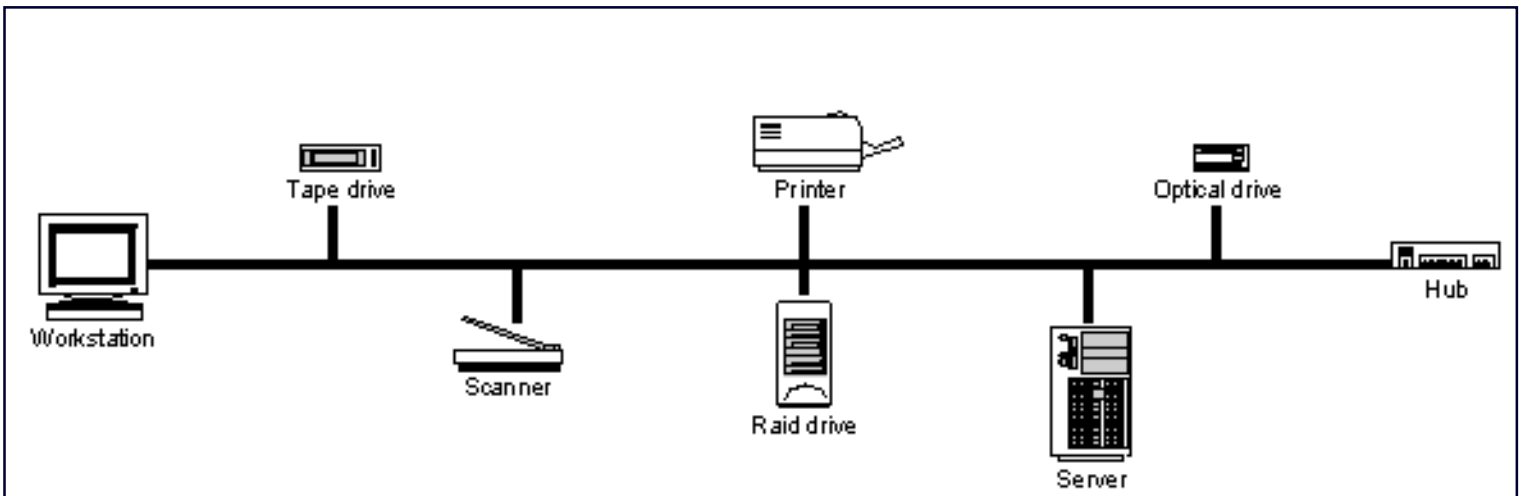 Tape drive
Printer
Optical drive
Workstation
Scanner
Raid drive
Server
Hub